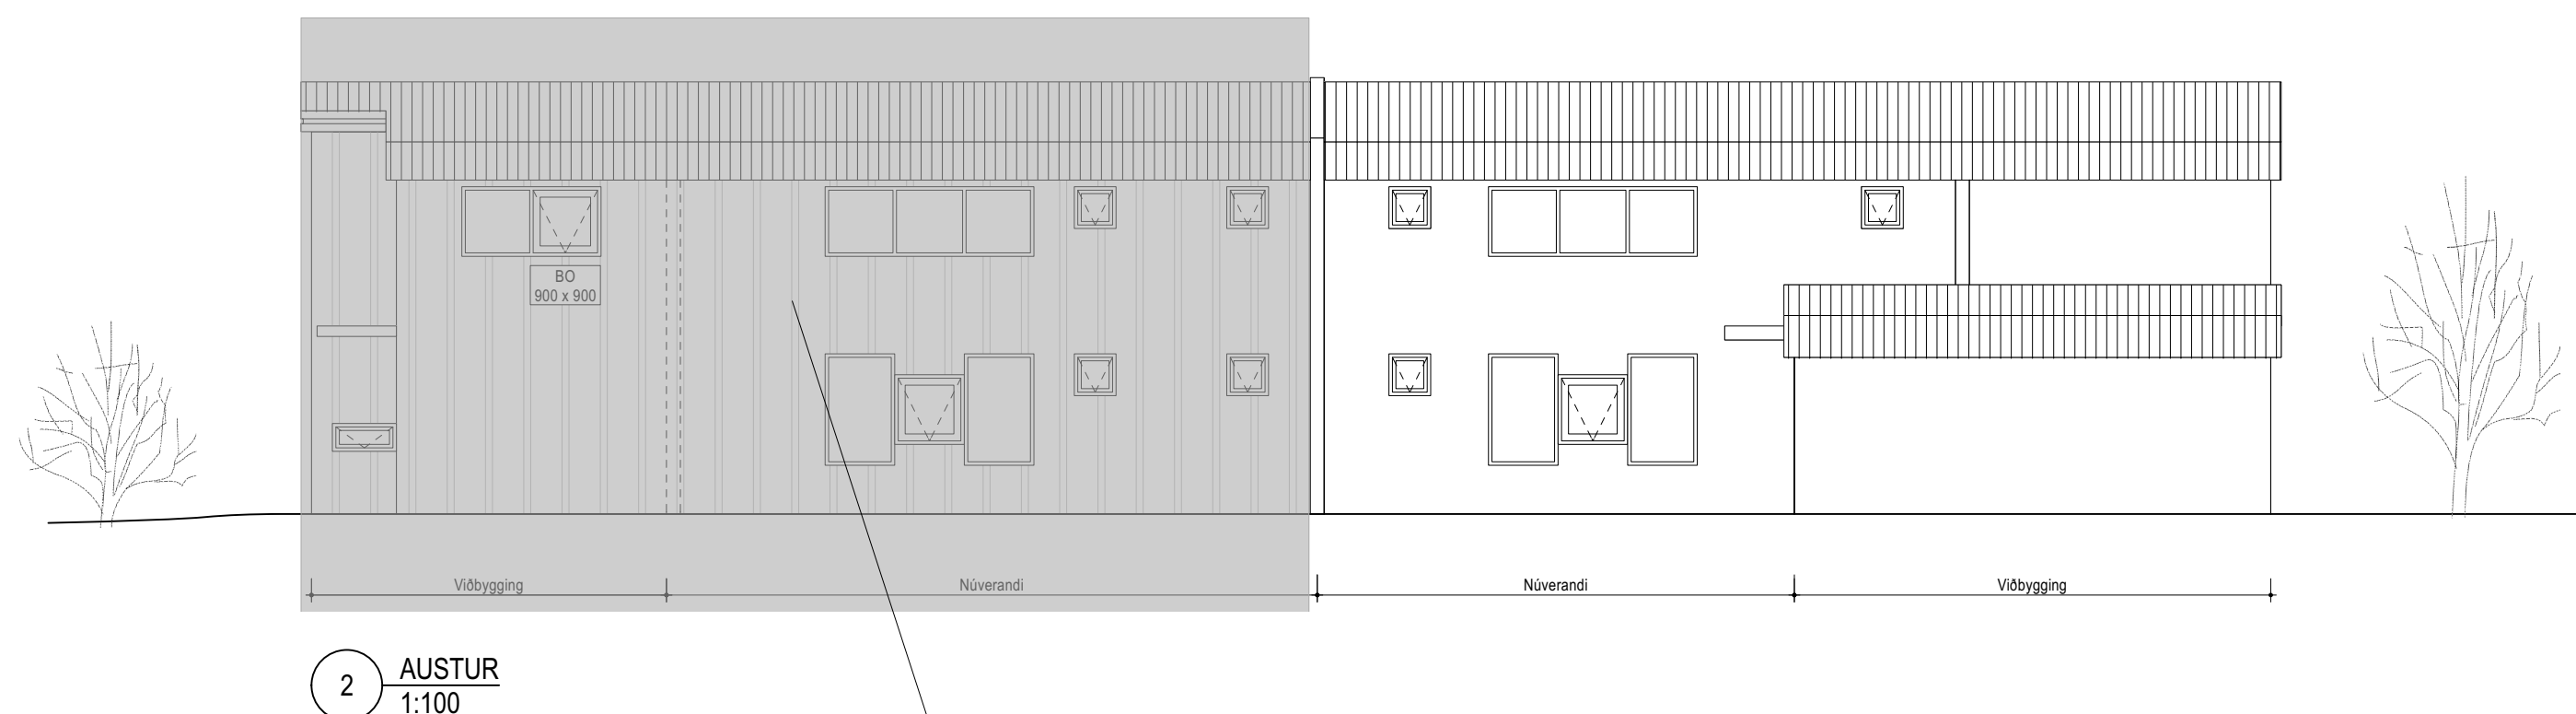 BO
900 x 900
Viðbygging
Núverandi
Núverandi
Viðbygging
2
AUSTUR
1:100